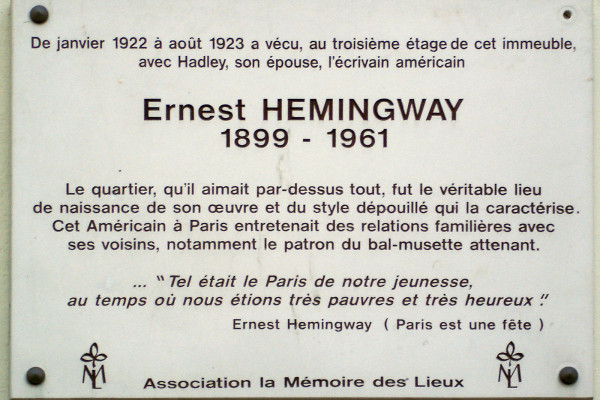 De janvier 1922 à août 1923 a vécu, au troisième étage de cet immeuble,
avec Hadley, son épouse, l'écrivain américain
Ernest HEMINGWAY
1899 - 1961
Le quartier, qu'il aimait par-dessus tout, fut le véritable lieu
de naissance de son œuvre et du style dépouillé qui la caractérise.
Cet Américain à Paris entretenait des relations familières avec
ses voisins, notamment le patron du bal-musette attenant.
... " Tel était le Paris de notre jeunesse,
au temps où nous étions très pauvres et très heureux ".
Ernest Hemingway ( Paris est une fête )
ML
ML
Association la Mémoire des Lieux